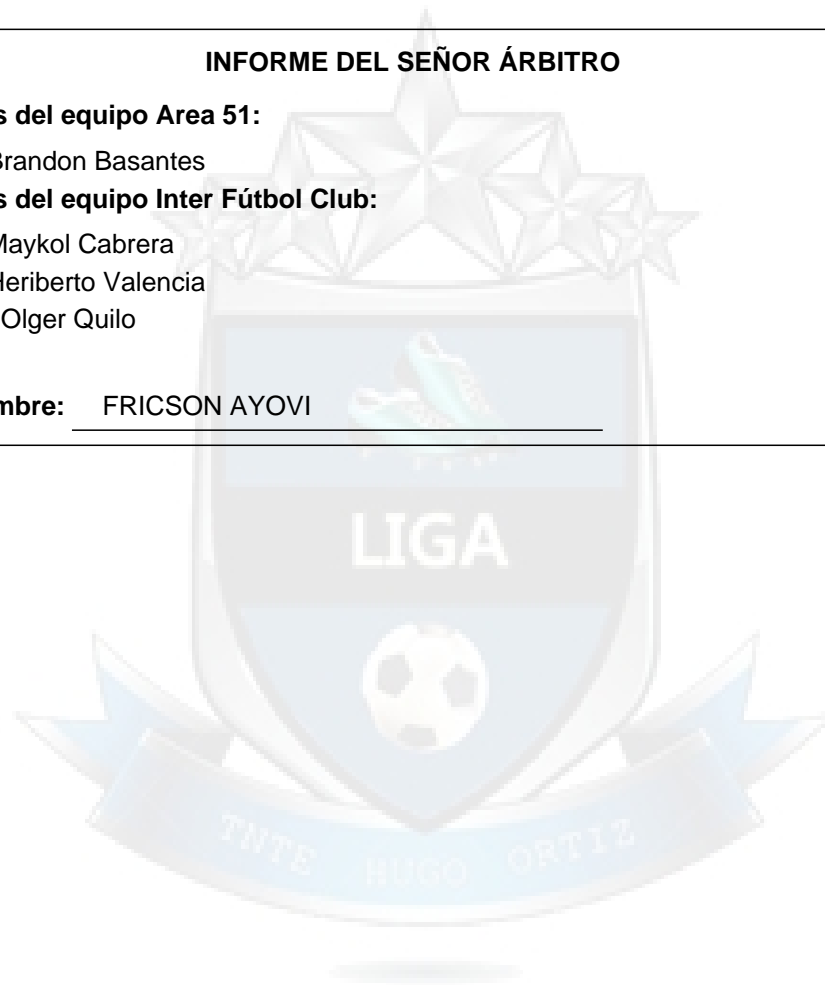 INFORME DEL SEÑOR ÁRBITRO
s del equipo Area 51:
Brandon Basantes
s del equipo Inter Fútbol Club:
Maykol Cabrera
Heriberto Valencia
Olger Quilo
mbre: FRICSON AYOVI
LIGA
TNTE HUGO ORTIZ